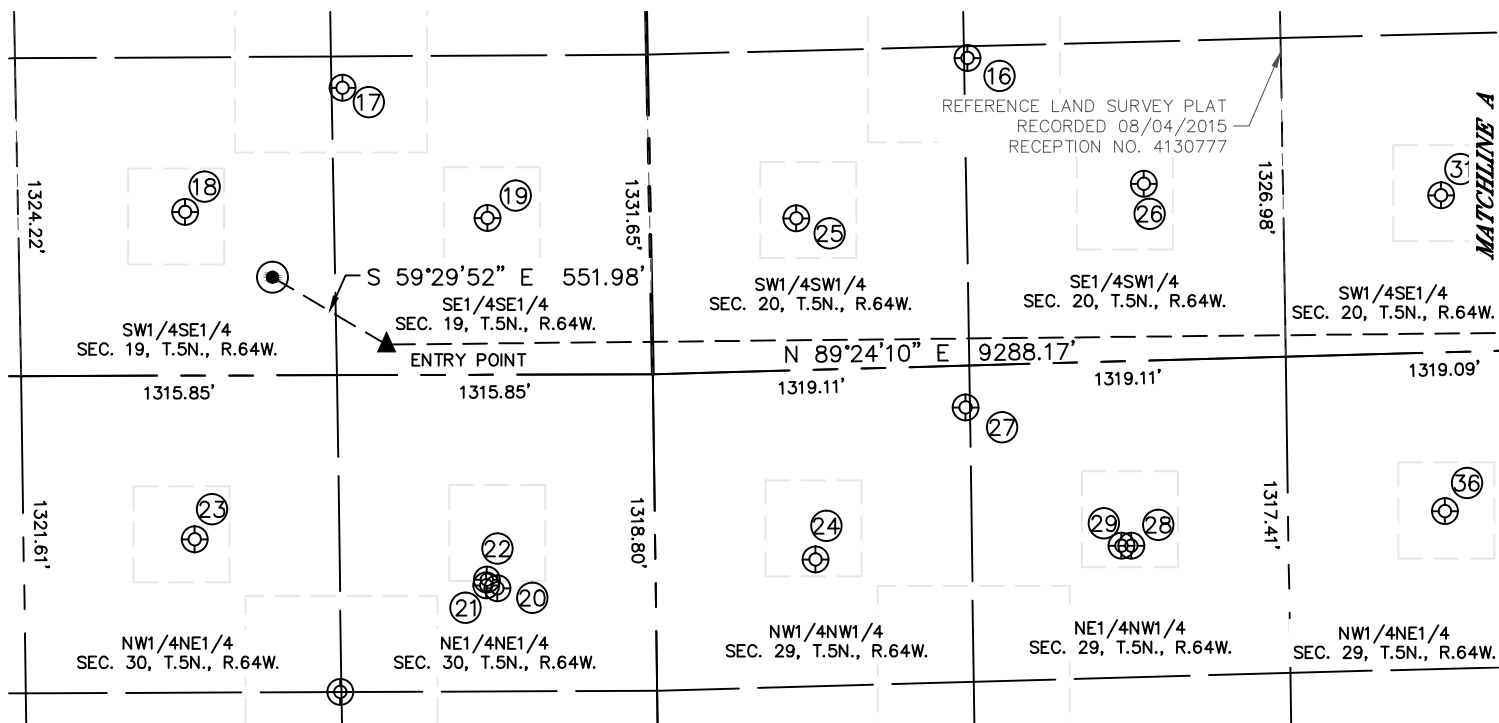 17
16
REFERENCE LAND SURVEY PLAT
RECORDED 08/04/2015
RECEPTION NO. 4130777
MATCHLINE A
1324.22'
18
19
1331.65'
25
26
1326.98'
31
S 59°29'52" E 551.98'
SW1/4SE1/4
SEC. 19, T.5N., R.64W.
SE1/4SE1/4
SEC. 19, T.5N., R.64W.
SW1/4SW1/4
SEC. 20, T.5N., R.64W.
SE1/4SW1/4
SEC. 20, T.5N., R.64W.
SW1/4SE1/4
SEC. 20, T.5N., R.64W.
ENTRY POINT
N 89°24'10" E 9288.17'
1315.85'
1315.85'
1319.11'
1319.11'
1319.09'
27
1321.61'
23
22
21
20
1318.80'
24
29
28
1317.41'
36
NW1/4NE1/4
SEC. 30, T.5N., R.64W.
NE1/4NE1/4
SEC. 30, T.5N., R.64W.
NW1/4NW1/4
SEC. 29, T.5N., R.64W.
NE1/4NW1/4
SEC. 29, T.5N., R.64W.
NW1/4NE1/4
SEC. 29, T.5N., R.64W.